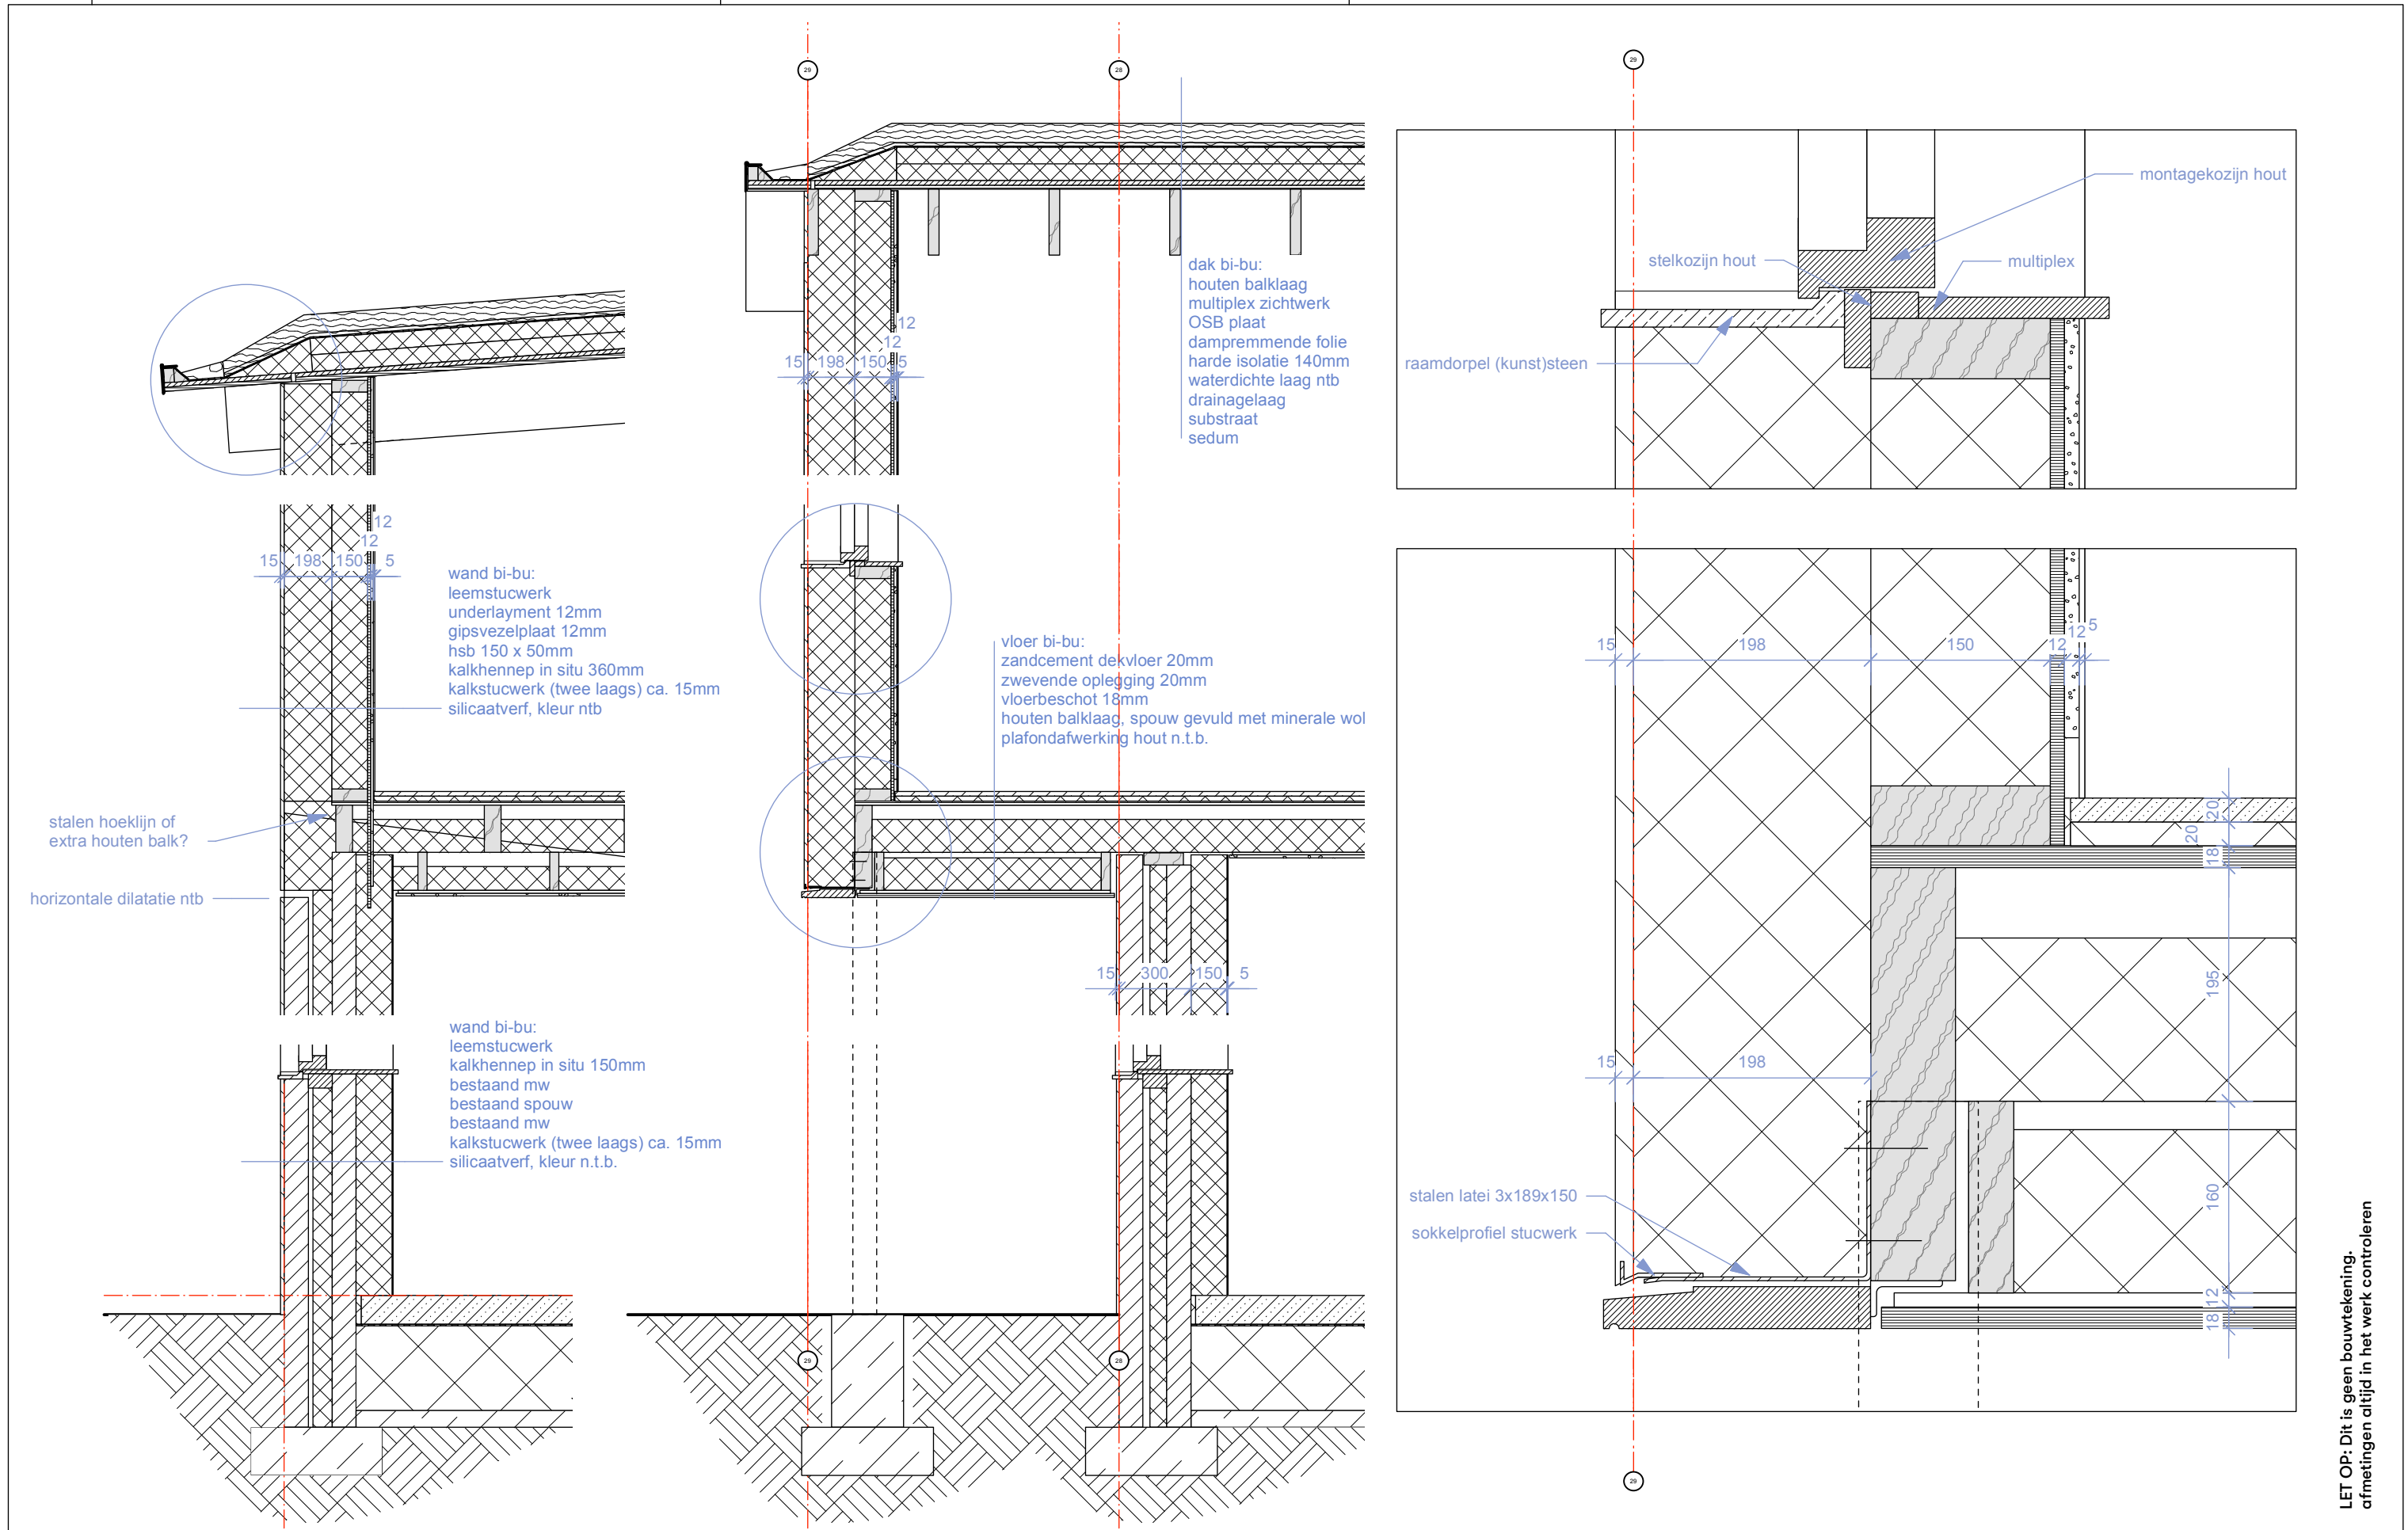 29
28
dak bi-bu:
houten balklaag
multiplex zichtwerk
OSB plaat
dampremmende folie
harde isolatie 140mm
waterdichte laag ntb
drainagelaag
substraat
sedum
12
12
15 198 150 5
12
12
15 198 150 5
wand bi-bu:
leemstucwerk
underlayment 12mm
gipsvezelplaat 12mm
hsb 150 x 50mm
kalkhennep in situ 360mm
kalkstucwerk (twee laags) ca. 15mm
silicaatverf, kleur ntb
vloer bi-bu:
zandcement dekvloer 20mm
zwevende oplegging 20mm
vloerbeschot 18mm
houten balklaag, spouw gevuld met minerale wol
plafondafwerking hout n.t.b.
stalen hoeklijn of
extra houten balk?
horizontale dilatatie ntb
15 300 150 5
wand bi-bu:
leemstucwerk
kalkhennep in situ 150mm
bestaand mw
bestaand spouw
bestaand mw
kalkstucwerk (twee laags) ca. 15mm
silicaatverf, kleur n.t.b.
29
28
29
montagekozijn hout
stelkozijn hout
multiplex
raamdorpel (kunst)steen
15 198 150 12 12 5
20
20
18
195
15 198
160
stalen latei 3x189x150
sokkelprofiel stucwerk
12
18
29
LET OP: Dit is geen bouwtekening.
afmetingen altijd in het werk controleren